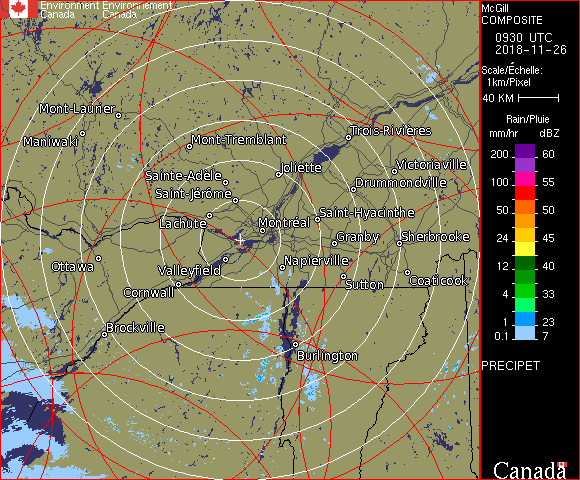 Environment Environnement
Canada Canada
McGill
COMPOSITE
0930 UTC
2018-11-26
Scale/Échelle:
1km/Pixel
40 KM
Rain/Pluie
mm/hr dBZ
200 60
100 55
50 50
24 45
12 40
4 33
1 23
0.1 7
PRECIPET
Canada
Mont-Laurier
Maniwaki
Mont-Tremblant
Trois-Rivières
Sainte-Adèle
Joliette
Victoriaville
Saint-Jérôme
Drummondville
Lachute
Montréal
Saint-Hyacinthe
Granby
Sherbrooke
Ottawa
Valleyfield
Napierville
Cornwall
Sutton
Coaticook
Brockville
Burlington